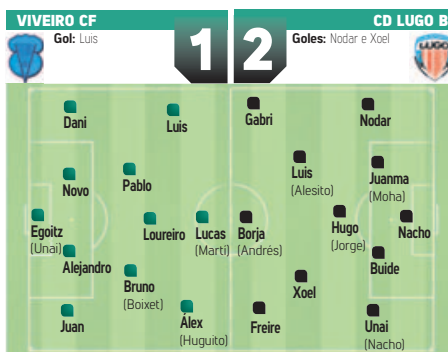 VIVEIRO CF
Gol: Luis
1 2
CD LUGO B
Goles: Nodar e Xoel
LUGO
Dani
Luis
Novo
Pablo
Egoitz
(Unai)
Loureiro
Lucas
(Martí)
Alejandro
Bruno
(Boixet)
Juan
Álex
(Huguito)
Gabri
Nodar
Luis
(Alesito)
Juanma
(Moha)
Borja
(Andrés)
Hugo
(Jorge)
Nacho
Buide
Xoel
Freire
Unai
(Nacho)